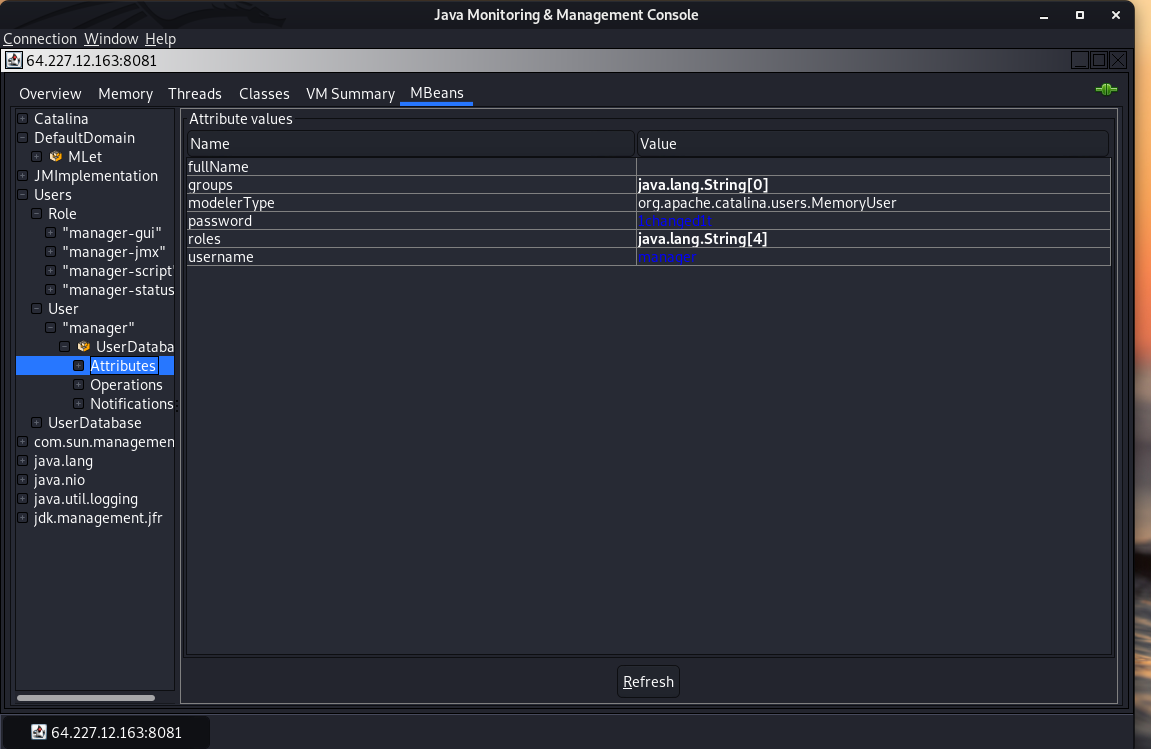 Java Monitoring & Management Console
Connection Window Help
64.227.12.163:8081
Overview Memory Threads Classes VM Summary MBeans
Catalina
DefaultDomain
MLet
JMImplementation
Users
Role
"manager-gui"
"manager-jmx"
"manager-script"
"manager-status
User
"manager"
UserDataba
Attributes
Operations
Notifications
UserDatabase
com.sun.managemen
java.lang
java.nio
java.util.logging
jdk.management.jfr
Attribute values
Name Value
fullName
groups java.lang.String[0]
modelerType org.apache.catalina.users.MemoryUser
password 1changed1t
roles java.lang.String[4]
username manager
Refresh
64.227.12.163:8081